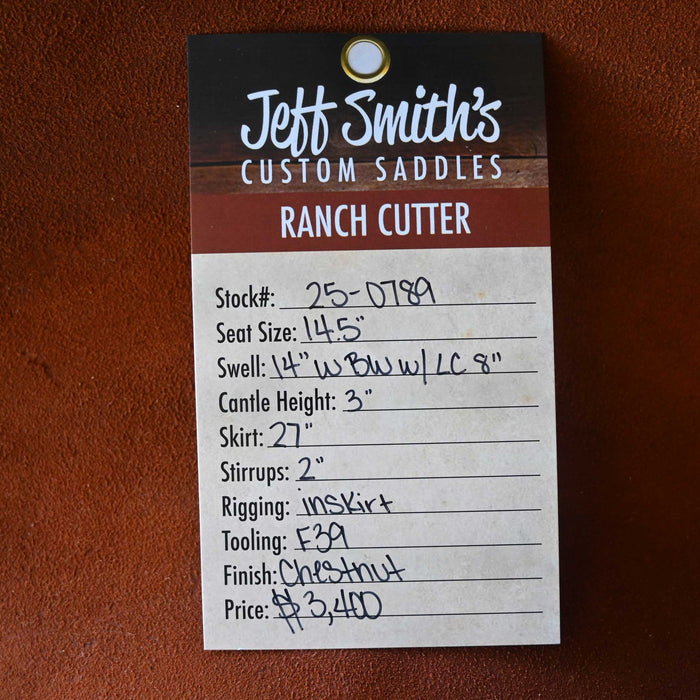 Jeff Smith's
CUSTOM SADDLES
RANCH CUTTER
Stock#: 25-0789
Seat Size: 14.5"
Swell: 14" W BW w/ LC 8"
Cantle Height: 3"
Skirt: 27"
Stirrups: 2"
Rigging: inskirt
Tooling: F39
Finish: Chestnut
Price: $3,400